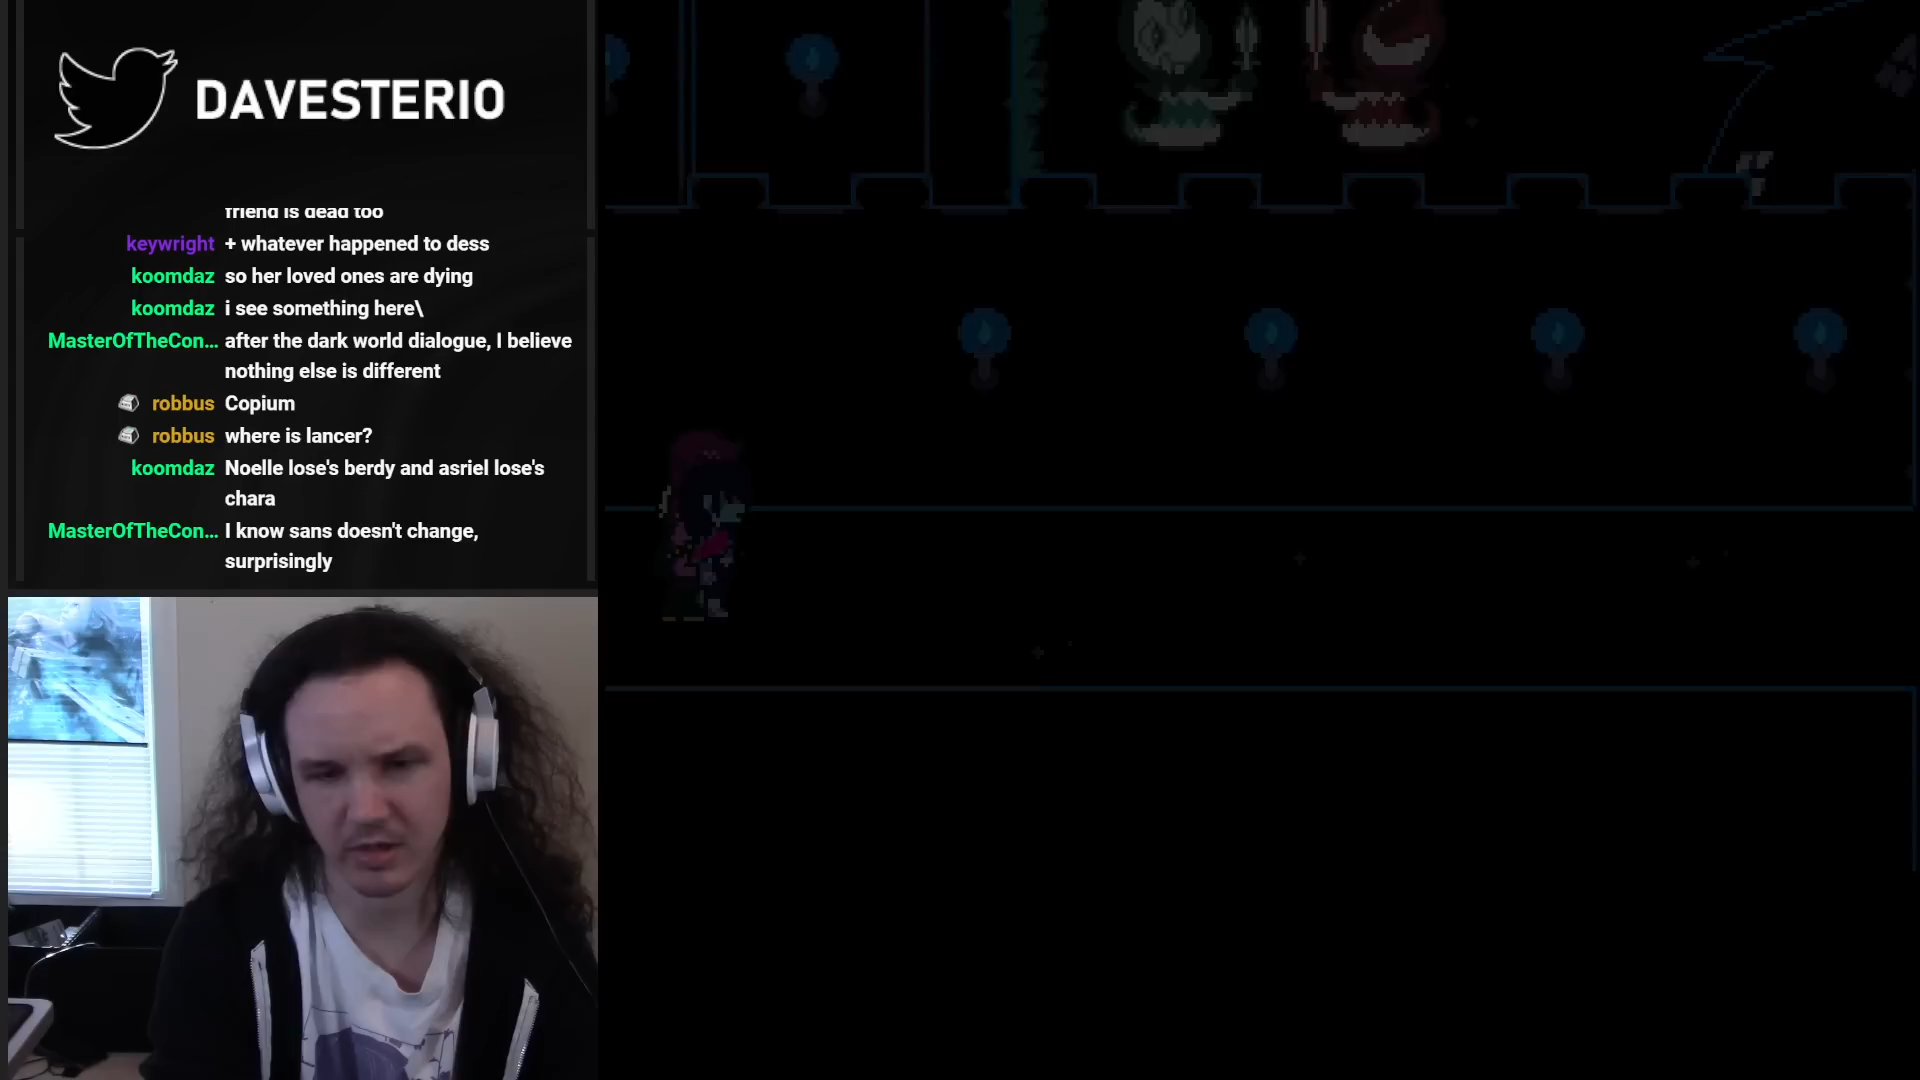 DAVESTERIO
friend is dead too
keywright + whatever happened to dess
koomdaz so her loved ones are dying
koomdaz i see something here\
MasterOfTheCon... after the dark world dialogue, I believe
nothing else is different
robbus Copium
robbus where is lancer?
koomdaz Noelle lose's berdy and asriel lose's
chara
MasterOfTheCon... I know sans doesn't change,
surprisingly